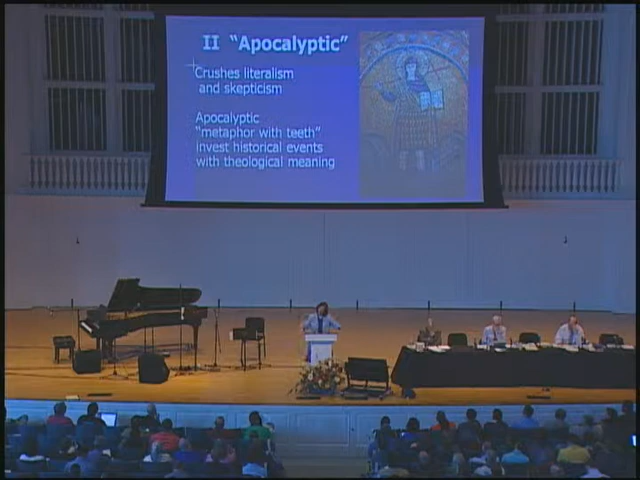 II "Apocalyptic"
Crushes literalism
and skepticism
Apocalyptic
"metaphor with teeth"
invest historical events
with theological meaning